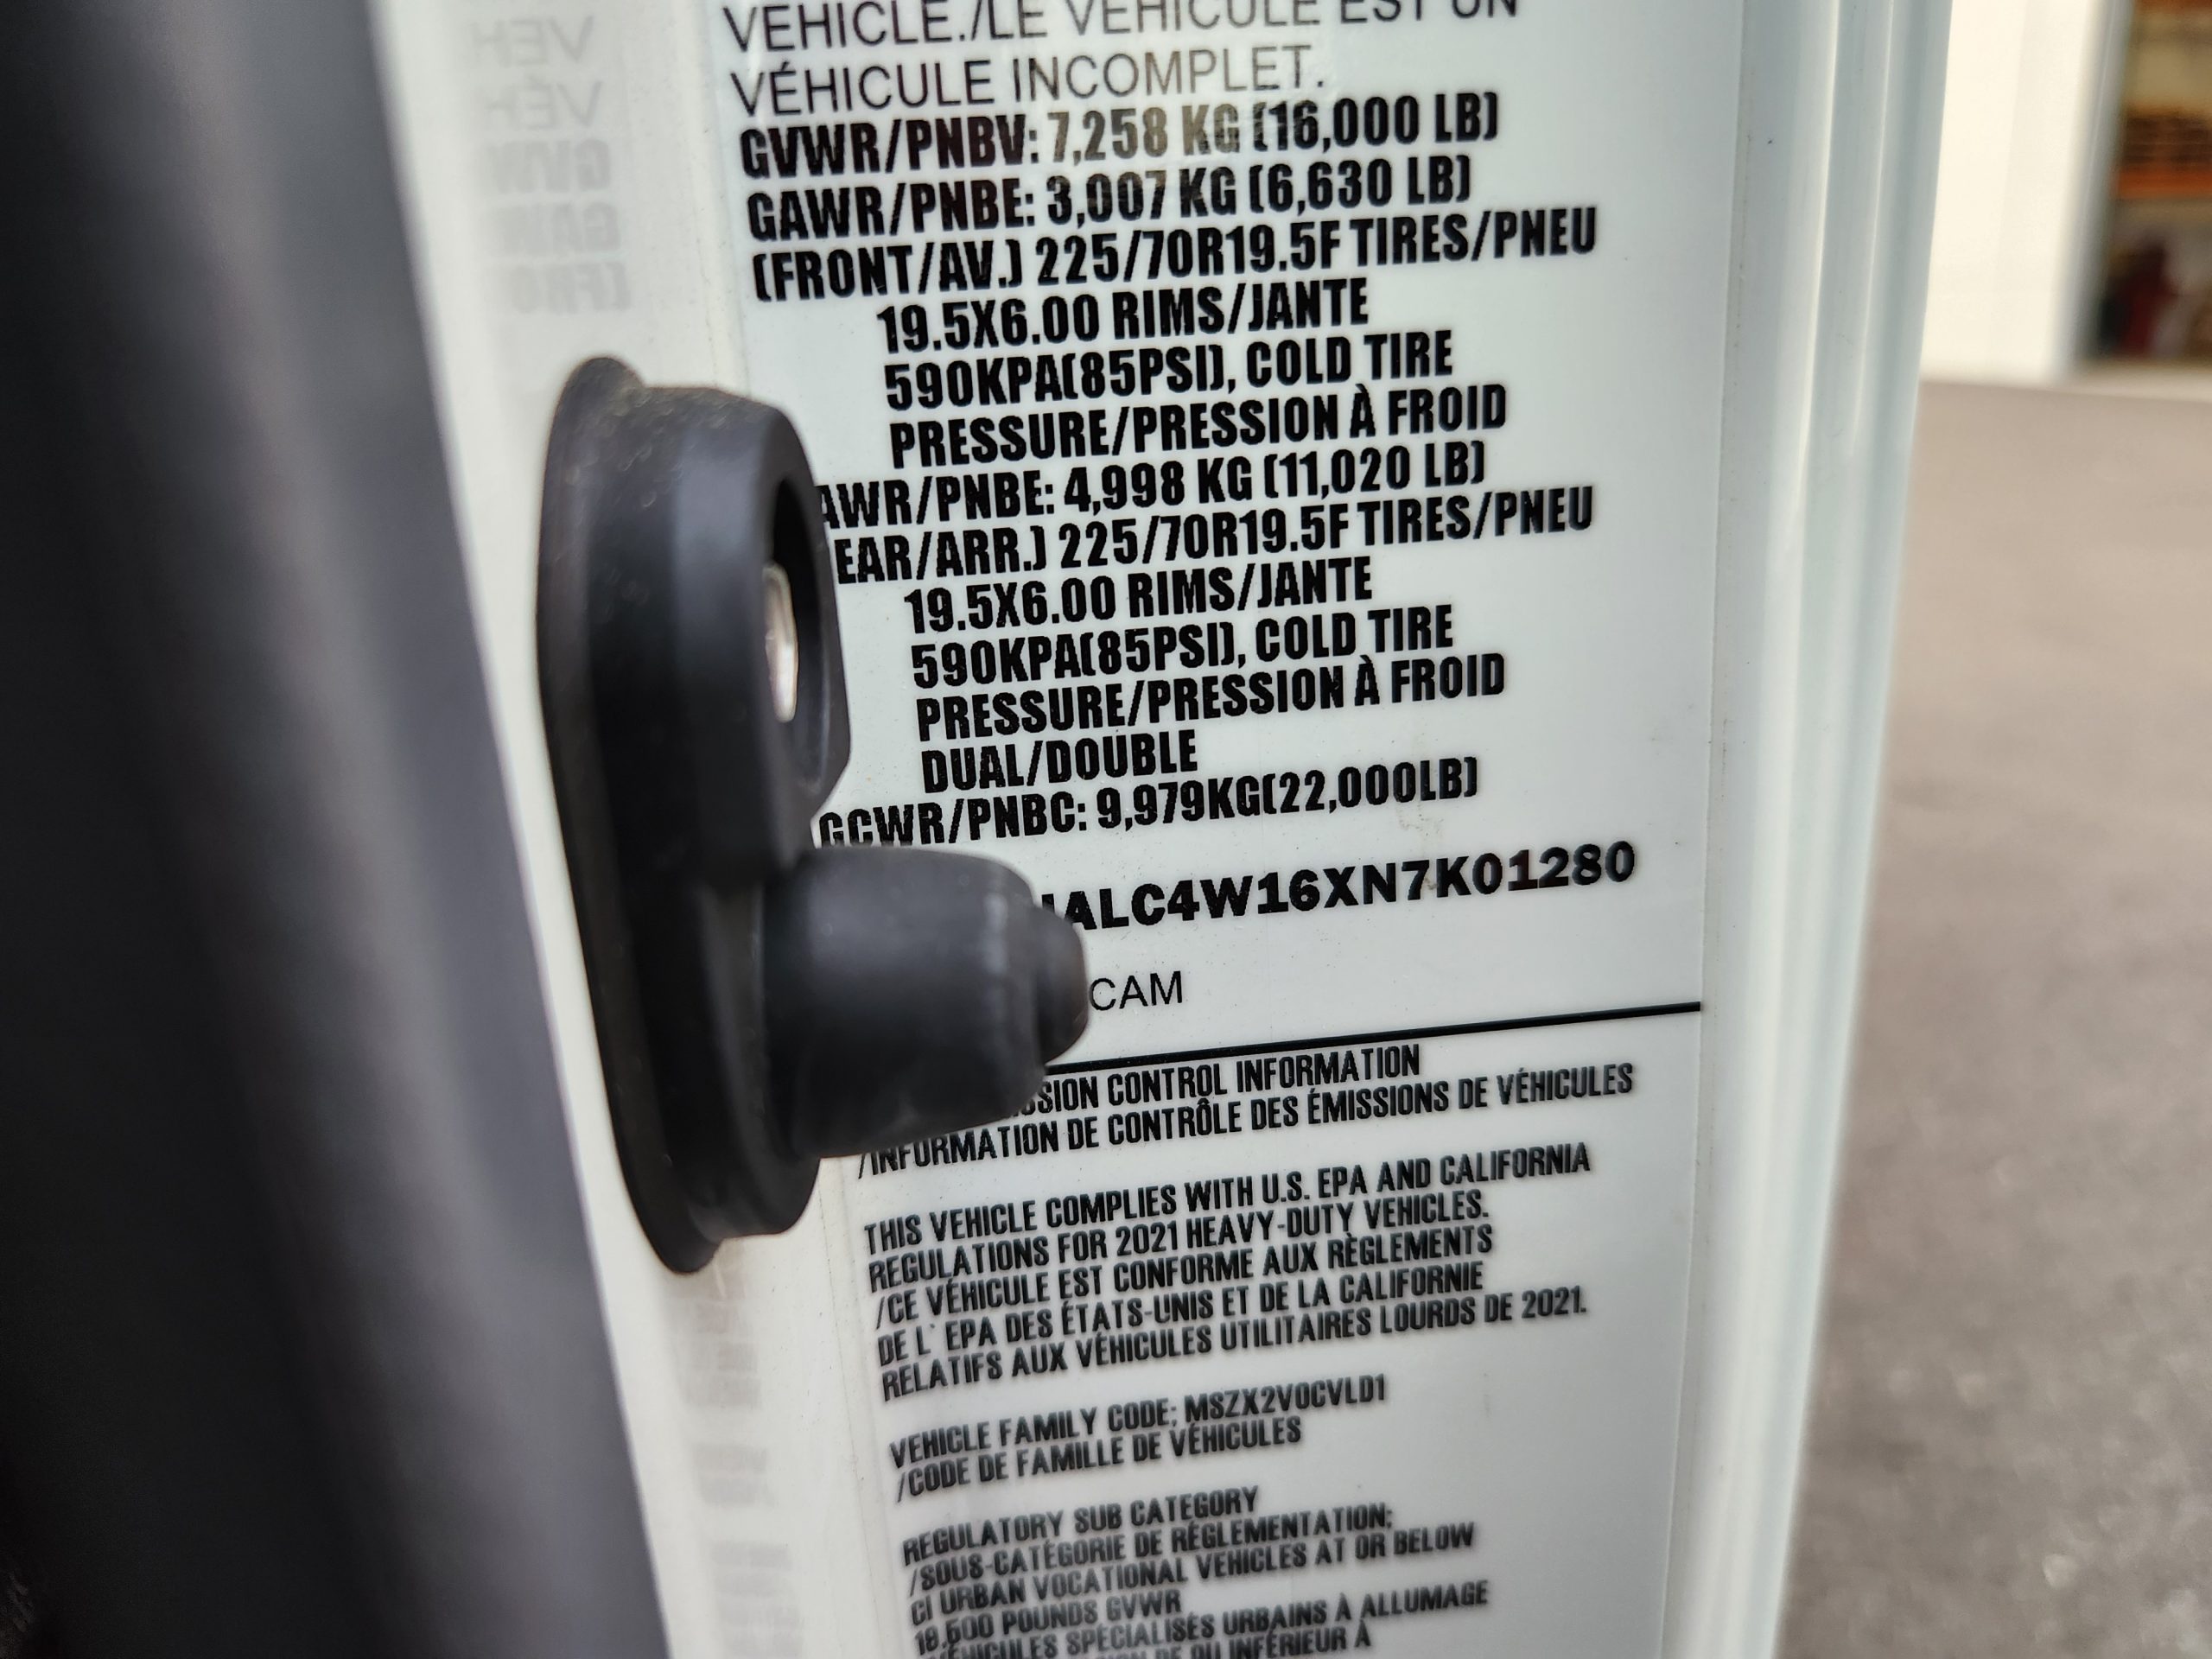 VEHICLE./LE VÉHICULE EST UN
VÉHICULE INCOMPLET.
GVWR/PNBV: 7,258 KG (16,000 LB)
GAWR/PNBE: 3,007 KG (6,630 LB)
(FRONT/AV.) 225/70R19.5F TIRES/PNEU
19.5X6.00 RIMS/JANTE
590KPA(85PSI), COLD TIRE
PRESSURE/PRESSION À FROID
AWR/PNBE: 4,998 KG (11,020 LB)
EAR/ARR.) 225/70R19.5F TIRES/PNEU
19.5X6.00 RIMS/JANTE
590KPA(85PSI), COLD TIRE
PRESSURE/PRESSION À FROID
DUAL/DOUBLE
GCWR/PNBC: 9,979KG(22,000LB)
ALC4W16XN7K01280
CAM
SSION CONTROL INFORMATION
/INFORMATION DE CONTRÔLE DES ÉMISSIONS DE VÉHICULES
THIS VEHICLE COMPLIES WITH U.S. EPA AND CALIFORNIA
REGULATIONS FOR 2021 HEAVY-DUTY VEHICLES.
/CE VÉHICULE EST CONFORME AUX RÈGLEMENTS
DE L' EPA DES ÉTATS-UNIS ET DE LA CALIFORNIE
RELATIFS AUX VÉHICULES UTILITAIRES LOURDS DE 2021.
VEHICLE FAMILY CODE; MSZX2VOCVLD1
/CODE DE FAMILLE DE VÉHICULES
REGULATORY SUB CATEGORY
/SOUS-CATÉGORIE DE RÉGLEMENTATION;
CI URBAN VOCATIONAL VEHICLES AT OR BELOW
19,500 POUNDS GVWR
VÉHICULES SPÉCIALISÉS URBAINS À ALLUMAGE
OU INFÉRIEUR À